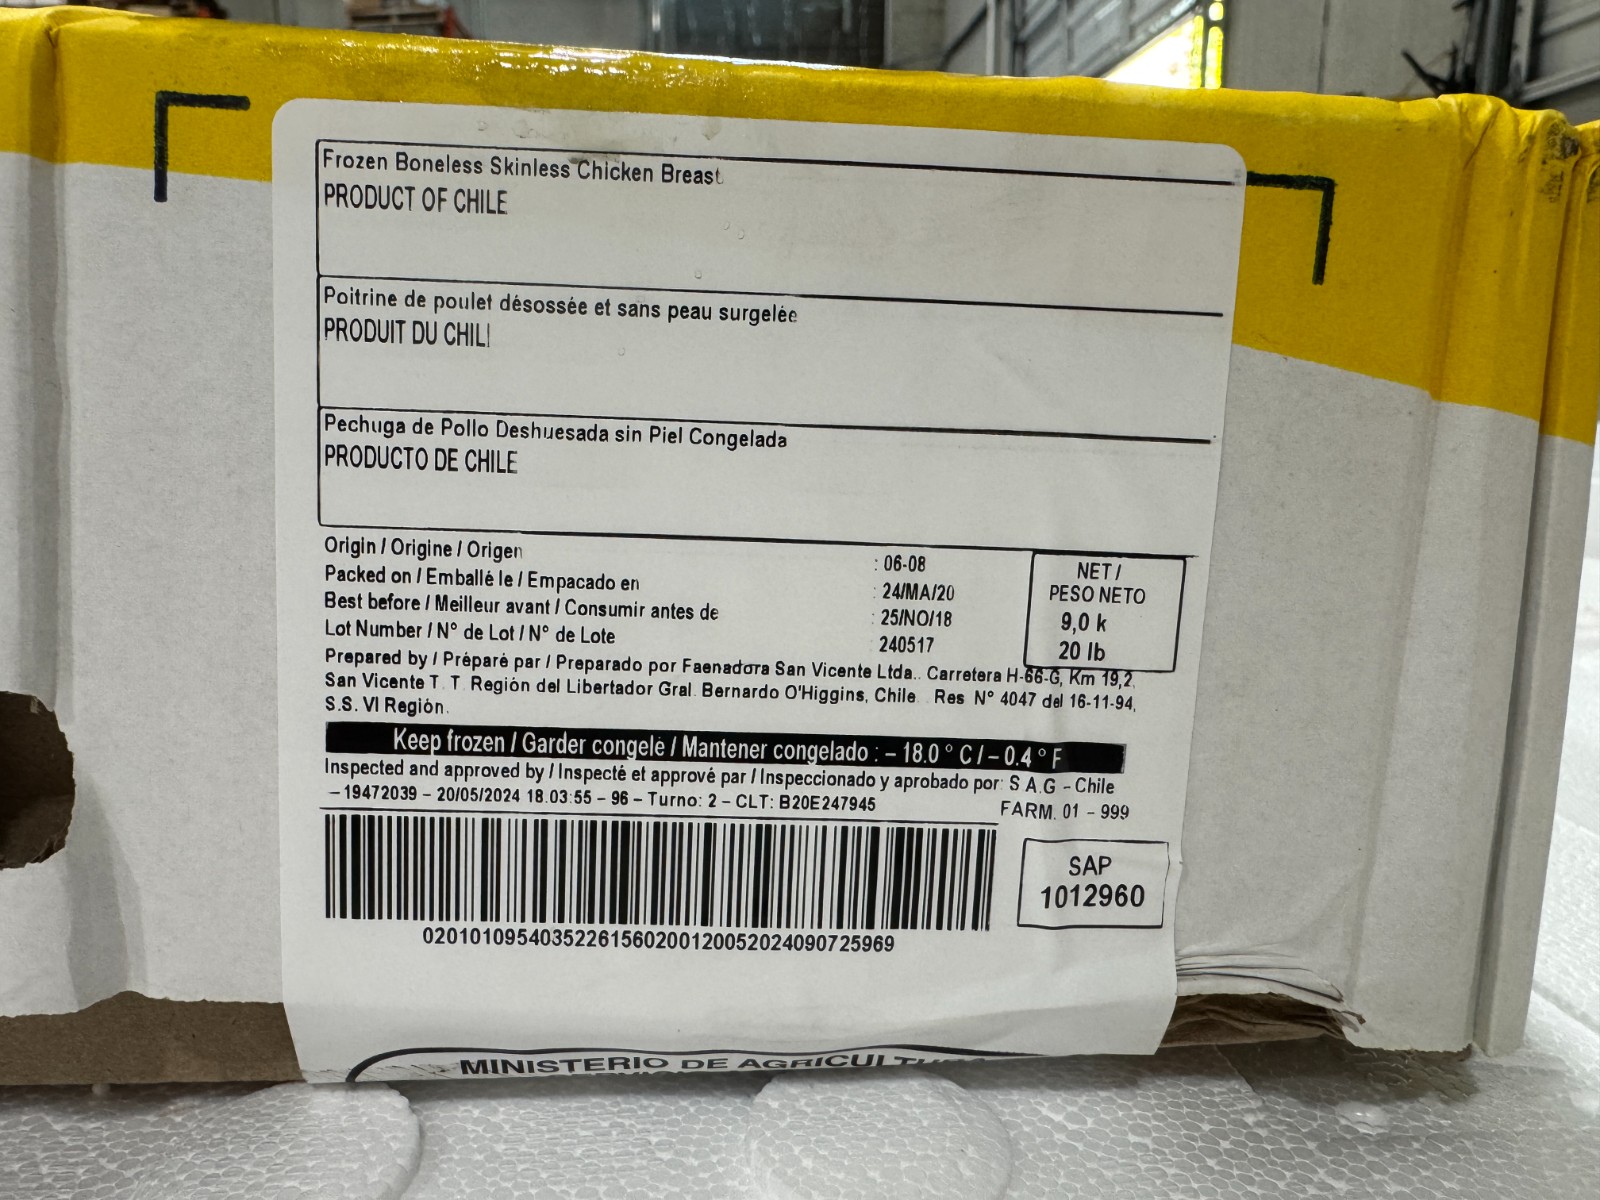 Frozen Boneless Skinless Chicken Breast
PRODUCT OF CHILE
Poitrine de poulet désossée et sans peau surgelée
PRODUIT DU CHILI
Pechuga de Pollo Deshuesada sin Piel Congelada
PRODUCTO DE CHILE
Origin / Origine / Origen : 06-08
Packed on / Emballé le / Empacado en : 24/MA/20
Best before / Meilleur avant / Consumir antes de : 25/NO/18
Lot Number / N° de Lot / N° de Lote 240517
NET /
PESO NETO
9,0 k
20 lb
Prepared by / Préparé par / Preparado por Faenadora San Vicente Ltda.. Carretera H-66-G, Km 19,2.
San Vicente T. T. Región del Libertador Gral. Bernardo O'Higgins, Chile. Res N° 4047 del 16-11-94,
S.S. VI Región.
Keep frozen / Garder congelé / Mantener congelado : – 18.0 ° C / – 0.4 ° F
Inspected and approved by / Inspecté et approvè par / Inspeccionado y aprobado por: S.A.G – Chile
– 19472039 – 20/05/2024 18.03:55 – 96 – Turno: 2 – CLT: B20E247945
FARM. 01 – 999
SAP
1012960
02010109540352261560200120052024090725969
MINISTERIO DE AGRICULTURA